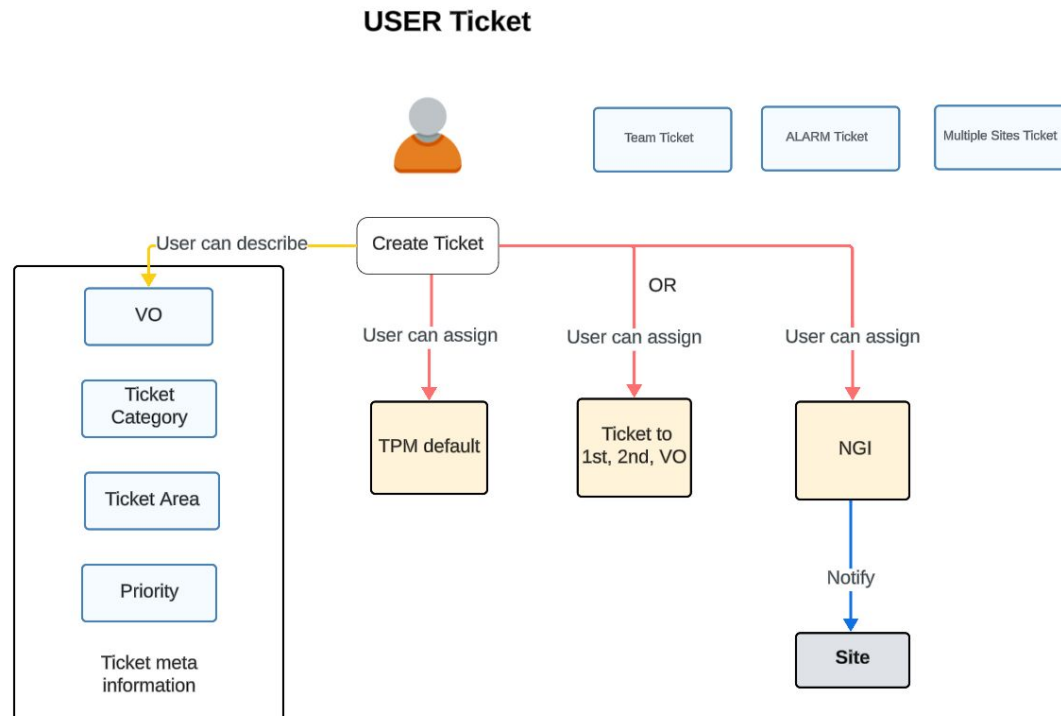 USER Ticket
Team Ticket
ALARM Ticket
Multiple Sites Ticket
User can describe
Create Ticket
OR
VO
User can assign
User can assign
User can assign
Ticket
Category
TPM default
Ticket to
1st, 2nd, VO
NGI
Ticket Area
Priority
Notify
Ticket meta
information
Site